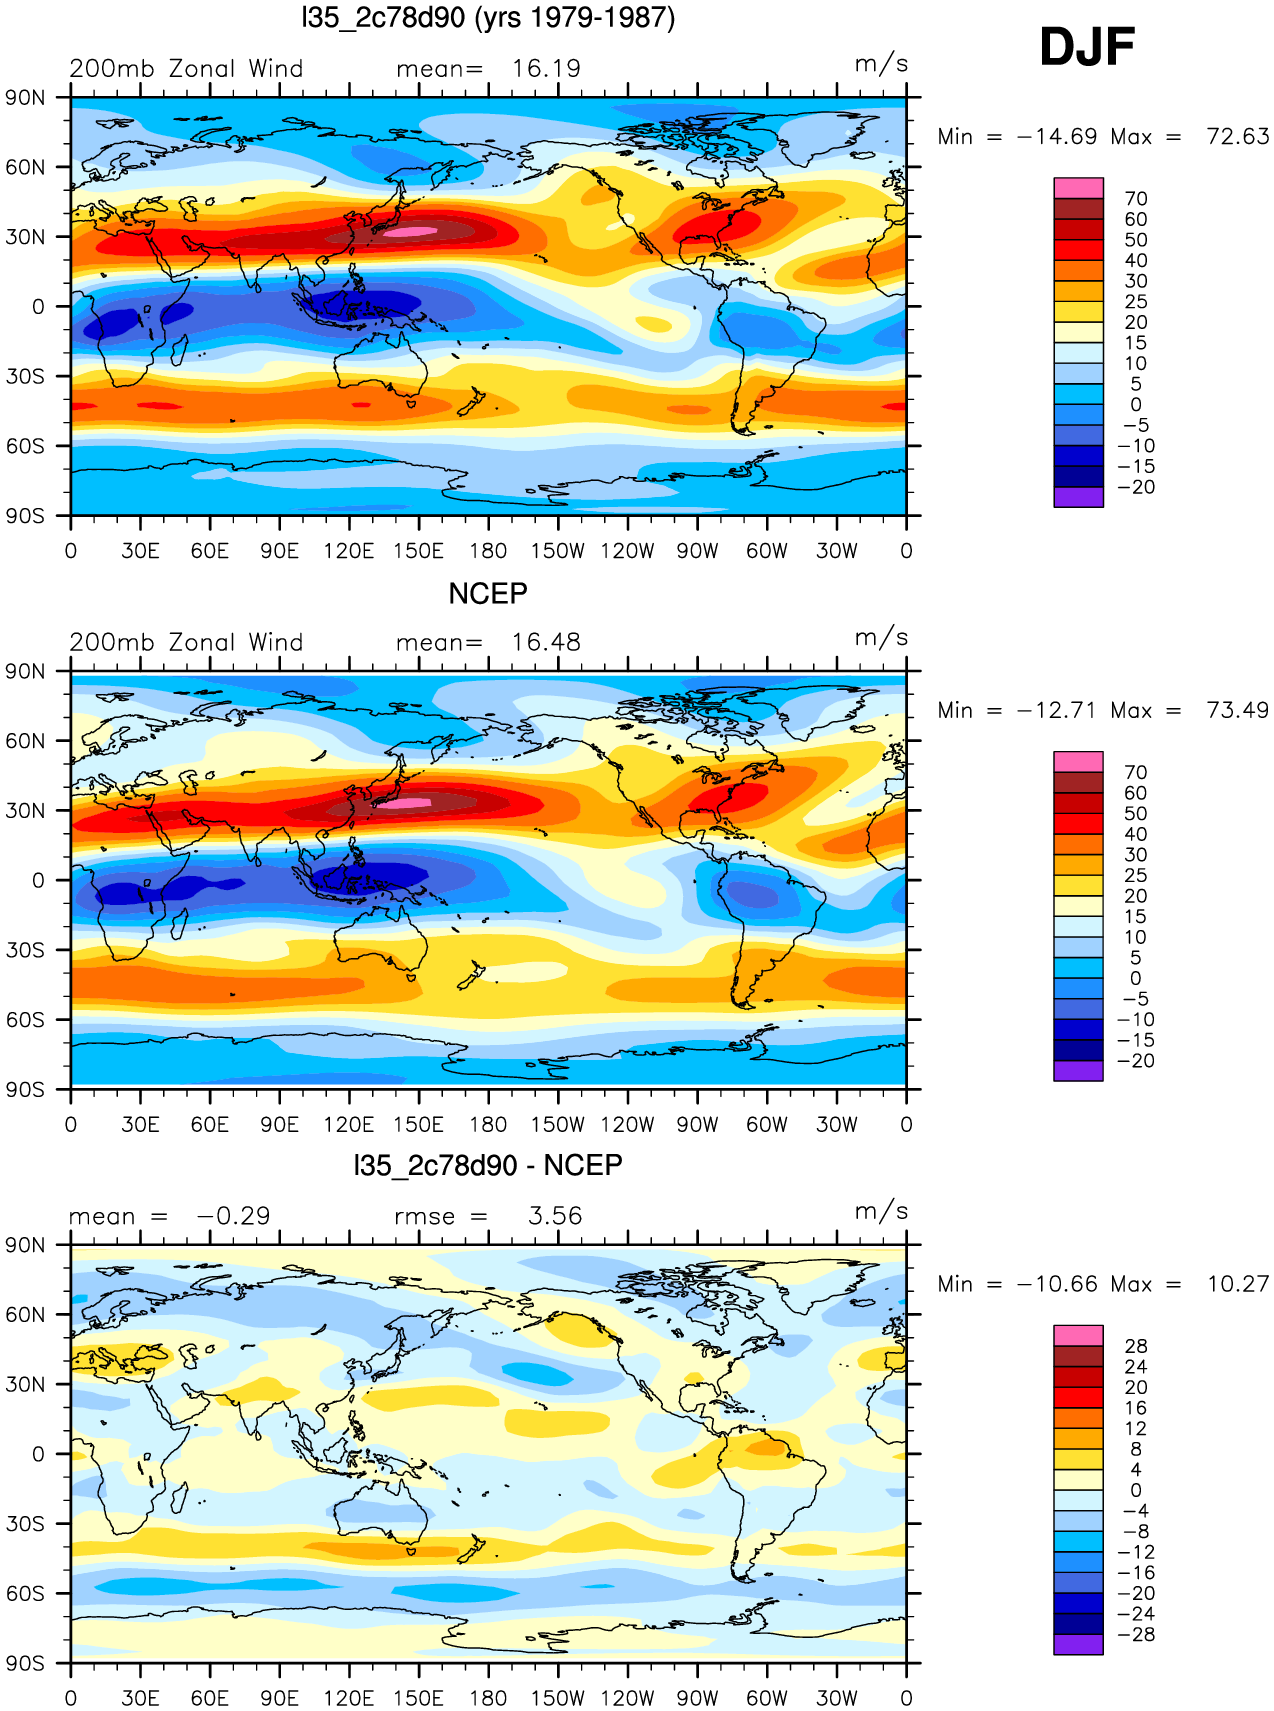 l35_2c78d90 (yrs 1979-1987)
DJF
200mb Zonal Wind mean= 16.19 m/s
Min = −14.69 Max = 72.63
90N
60N
30N
0
30S
60S
90S
0 30E 60E 90E 120E 150E 180 150W 120W 90W 60W 30W 0
70
60
50
40
30
25
20
15
10
5
0
−5
−10
−15
−20
NCEP
200mb Zonal Wind mean= 16.48 m/s
Min = −12.71 Max = 73.49
90N
60N
30N
0
30S
60S
90S
0 30E 60E 90E 120E 150E 180 150W 120W 90W 60W 30W 0
70
60
50
40
30
25
20
15
10
5
0
−5
−10
−15
−20
l35_2c78d90 - NCEP
mean = −0.29 rmse = 3.56 m/s
Min = −10.66 Max = 10.27
90N
60N
30N
0
30S
60S
90S
0 30E 60E 90E 120E 150E 180 150W 120W 90W 60W 30W 0
28
24
20
16
12
8
4
0
−4
−8
−12
−16
−20
−24
−28